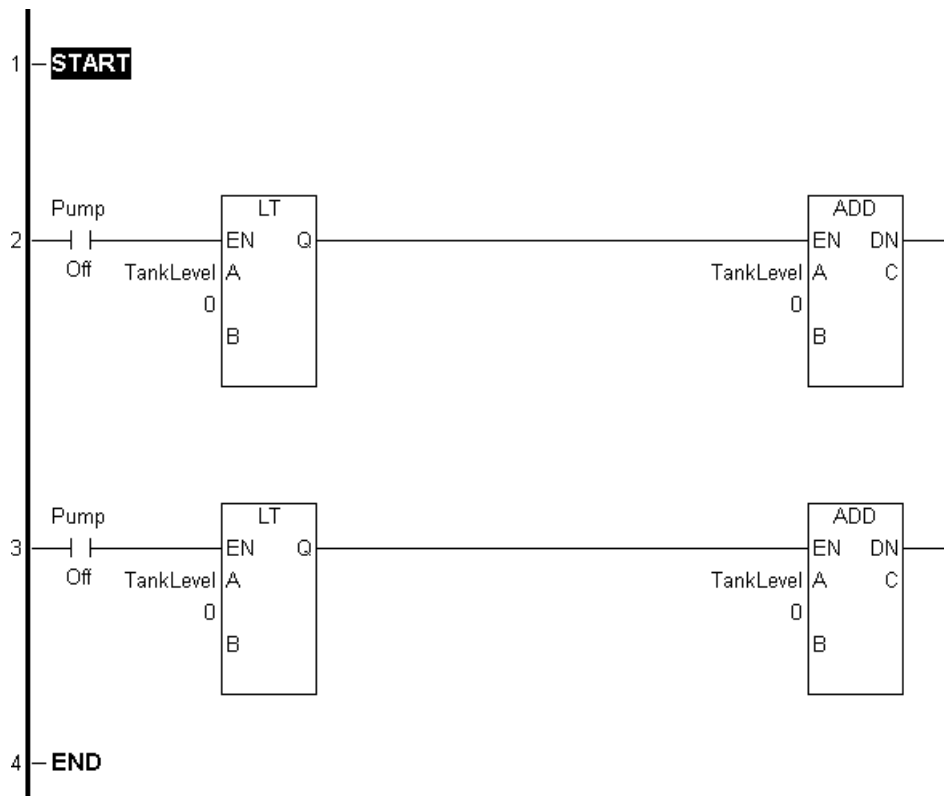 1 START
Pump LT ADD
2 EN Q EN DN
Off TankLevel A TankLevel A C
0 0
B B
Pump LT ADD
3 EN Q EN DN
Off TankLevel A TankLevel A C
0 0
B B
4 END